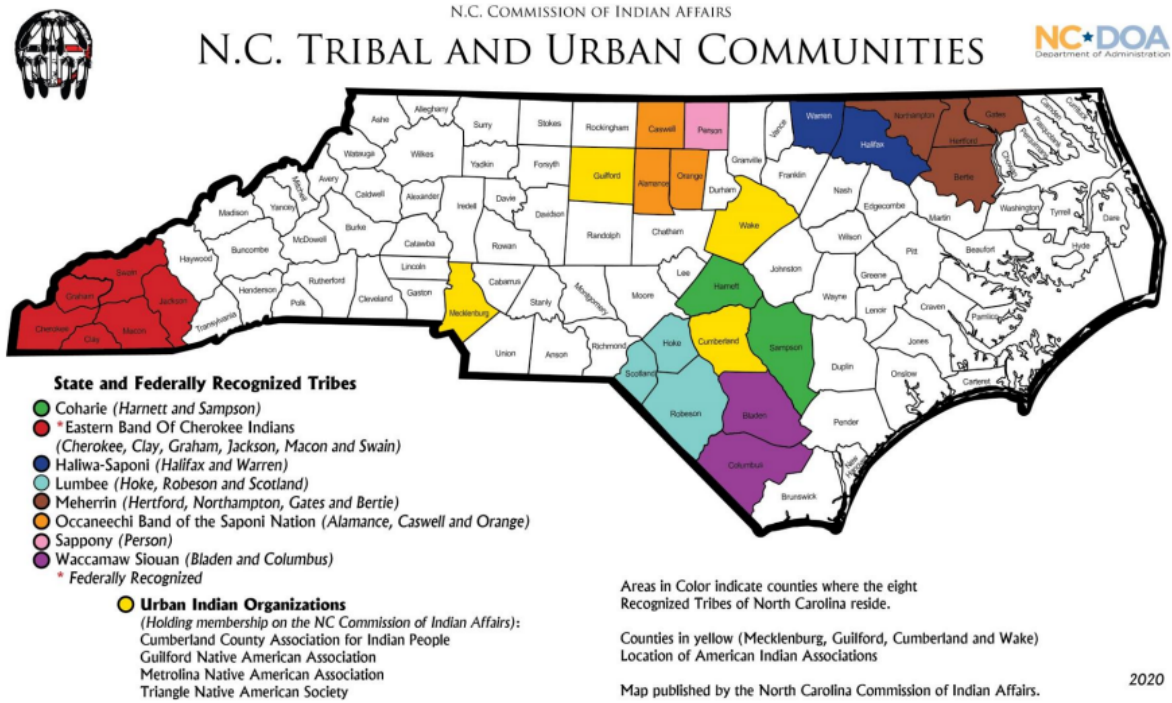 N.C. COMMISSION OF INDIAN AFFAIRS
N.C. TRIBAL AND URBAN COMMUNITIES
NC DOA
Department of Administration
Alleghany
Ashe
Surry
Stokes
Rockingham
Caswell
Person
Vance
Warren
Northampton
Gates
Camden
Currituck
Pasquotank
Perquimans
Chowan
Halifax
Hertford
Bertie
Granville
Watauga
Wilkes
Yadkin
Forsyth
Guilford
Alamance
Orange
Durham
Franklin
Nash
Edgecombe
Martin
Washington
Tyrrell
Dare
Mitchell
Avery
Caldwell
Alexander
Iredell
Davie
Davidson
Randolph
Chatham
Wake
Wilson
Pitt
Beaufort
Hyde
Madison
Yancey
Burke
McDowell
Catawba
Rowan
Buncombe
Haywood
Swain
Graham
Jackson
Cherokee
Macon
Clay
Transylvania
Henderson
Polk
Rutherford
Cleveland
Lincoln
Gaston
Mecklenburg
Cabarrus
Stanly
Montgomery
Moore
Lee
Harnett
Johnston
Wayne
Greene
Lenoir
Craven
Pamlico
Jones
Carteret
Onslow
Duplin
Sampson
Cumberland
Hoke
Scotland
Richmond
Anson
Union
Robeson
Bladen
Pender
Columbus
Brunswick
State and Federally Recognized Tribes
Coharie (Harnett and Sampson)
*Eastern Band Of Cherokee Indians
(Cherokee, Clay, Graham, Jackson, Macon and Swain)
Haliwa-Saponi (Halifax and Warren)
Lumbee (Hoke, Robeson and Scotland)
Meherrin (Hertford, Northampton, Gates and Bertie)
Occaneechi Band of the Saponi Nation (Alamance, Caswell and Orange)
Sappony (Person)
Waccamaw Siouan (Bladen and Columbus)
* Federally Recognized
Urban Indian Organizations
(Holding membership on the NC Commission of Indian Affairs):
Cumberland County Association for Indian People
Guilford Native American Association
Metrolina Native American Association
Triangle Native American Society
Areas in Color indicate counties where the eight
Recognized Tribes of North Carolina reside.
Counties in yellow (Mecklenburg, Guilford, Cumberland and Wake)
Location of American Indian Associations
Map published by the North Carolina Commission of Indian Affairs.
2020